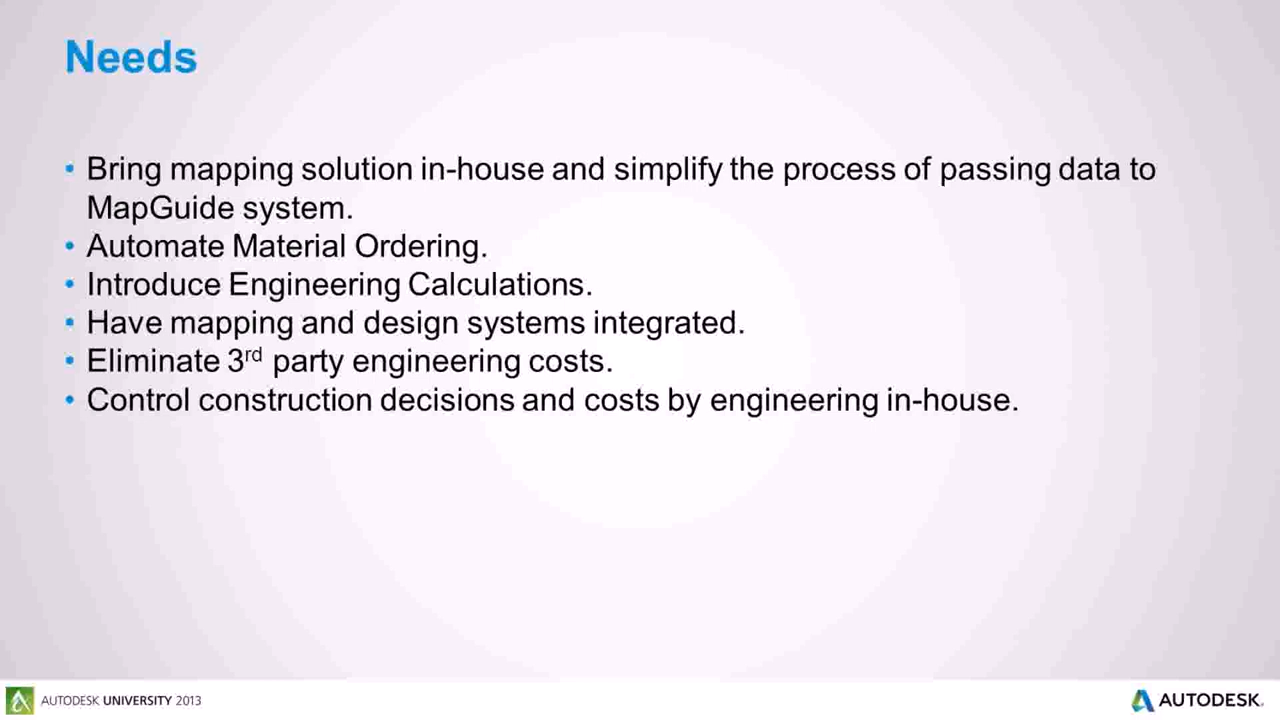 Needs
• Bring mapping solution in-house and simplify the process of passing data to
MapGuide system.
• Automate Material Ordering.
• Introduce Engineering Calculations.
• Have mapping and design systems integrated.
• Eliminate 3rd party engineering costs.
• Control construction decisions and costs by engineering in-house.
AUTODESK UNIVERSITY 2013
AUTODESK.